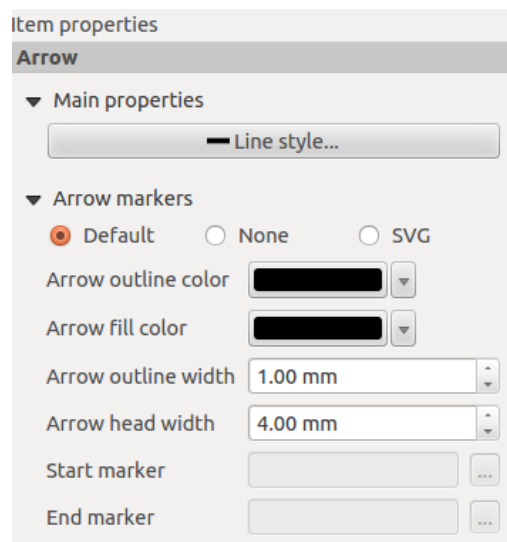 Item properties
Arrow
Main properties
Line style...
Arrow markers
Default None SVG
Arrow outline color
Arrow fill color
Arrow outline width 1.00 mm
Arrow head width 4.00 mm
Start marker ...
End marker ...